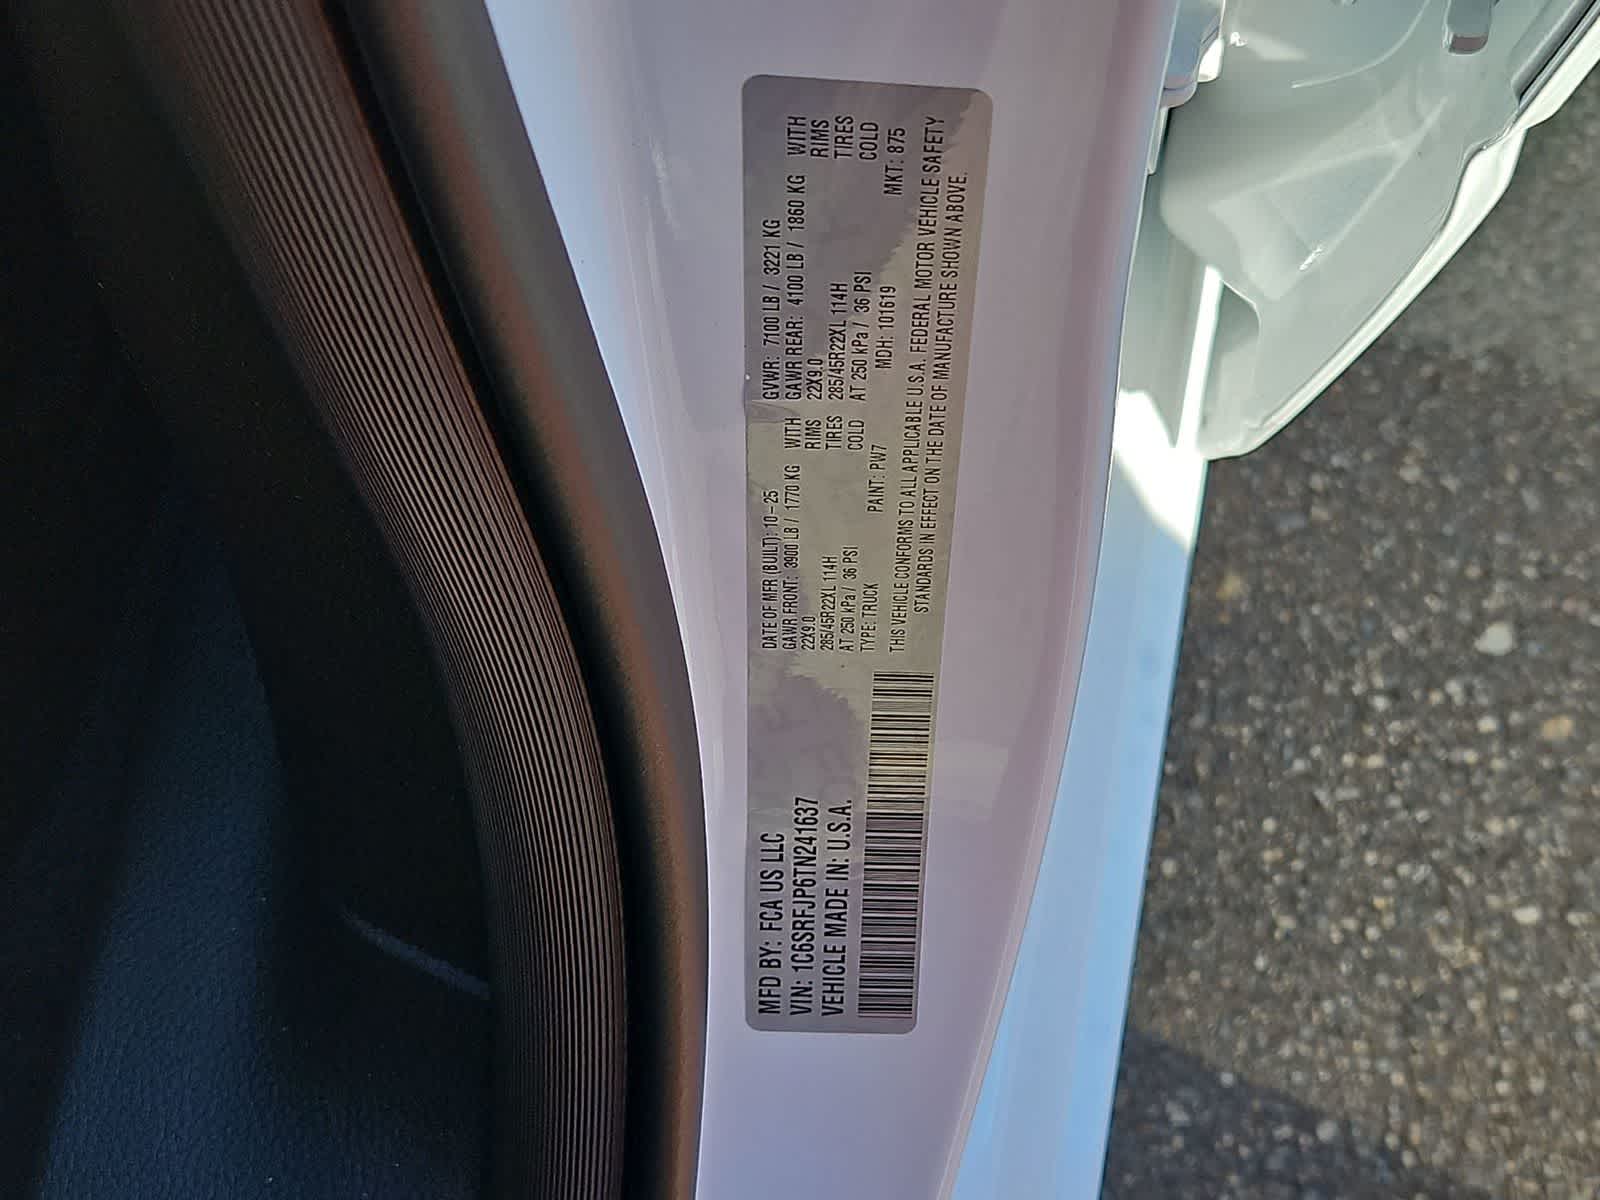 MFD BY: FCA US LLC
VIN: 1C6SRFJP6TN241637
VEHICLE MADE IN: U.S.A.
DATE OF MFR (BUILT): 10-25 GVWR: 7100 LB / 3221 KG
GAWR FRONT: 3900 LB / 1770 KG WITH GAWR REAR: 4100 LB / 1860 KG WITH
22X9.0 RIMS 22X9.0 RIMS
285/45R22XL 114H TIRES 285/45R22XL 114H TIRES
AT 250 kPa / 36 PSI COLD AT 250 kPa / 36 PSI COLD
TYPE: TRUCK PAINT: PW7 MDH: 101619 MKT: 875
THIS VEHICLE CONFORMS TO ALL APPLICABLE U.S.A. FEDERAL MOTOR VEHICLE SAFETY
STANDARDS IN EFFECT ON THE DATE OF MANUFACTURE SHOWN ABOVE.